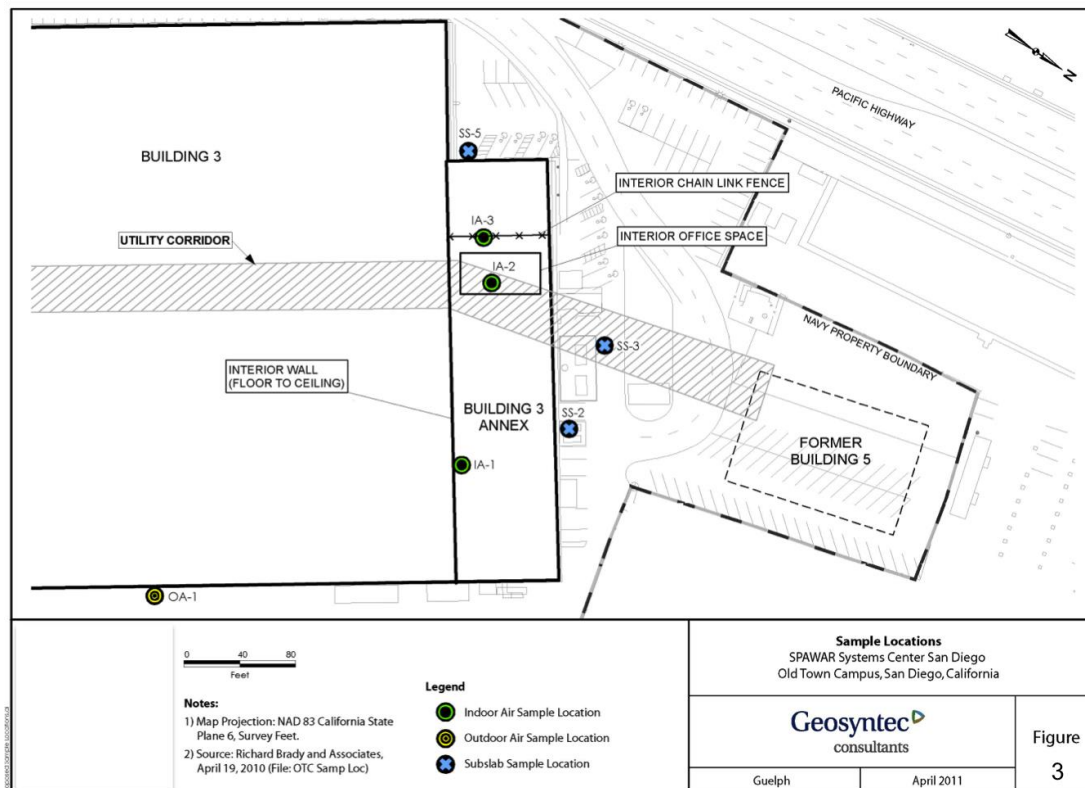 N
PACIFIC HIGHWAY
SS-5
BUILDING 3
INTERIOR CHAIN LINK FENCE
IA-3
UTILITY CORRIDOR
INTERIOR OFFICE SPACE
IA-2
NAVY PROPERTY BOUNDARY
SS-3
INTERIOR WALL
(FLOOR TO CEILING)
BUILDING 3
ANNEX
SS-2
FORMER
BUILDING 5
IA-1
OA-1
0 40 80
Feet
Notes:
1) Map Projection: NAD 83 California State
Plane 6, Survey Feet.
2) Source: Richard Brady and Associates,
April 19, 2010 (File: OTC Samp Loc)
Legend
Indoor Air Sample Location
Outdoor Air Sample Location
Subslab Sample Location
Sample Locations
SPAWAR Systems Center San Diego
Old Town Campus, San Diego, California
Geosyntec
consultants
Guelph
April 2011
Figure
3